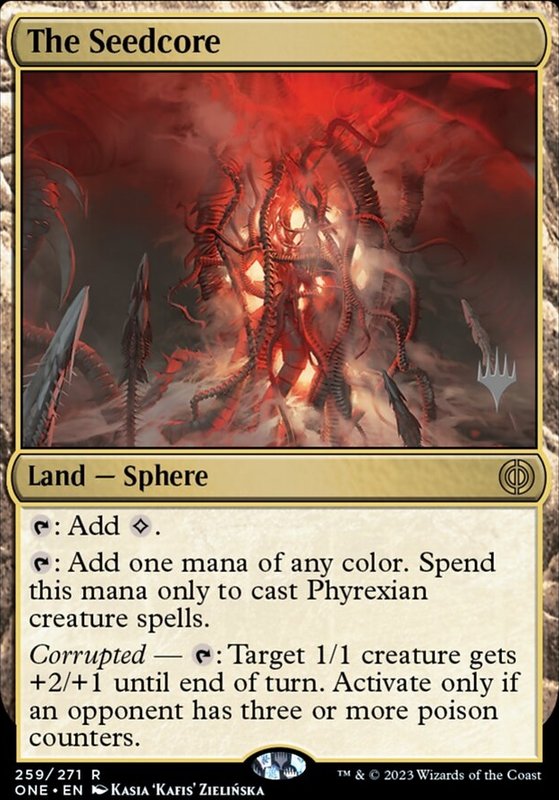 The Seedcore
Land — Sphere
: Add .
: Add one mana of any color. Spend
this mana only to cast Phyrexian
creature spells.
Corrupted — : Target 1/1 creature gets
+2/+1 until end of turn. Activate only if
an opponent has three or more poison
counters.
259/271 R
ONE • EN Kasia 'Kafis' Zielińska
™ & © 2023 Wizards of the Coast